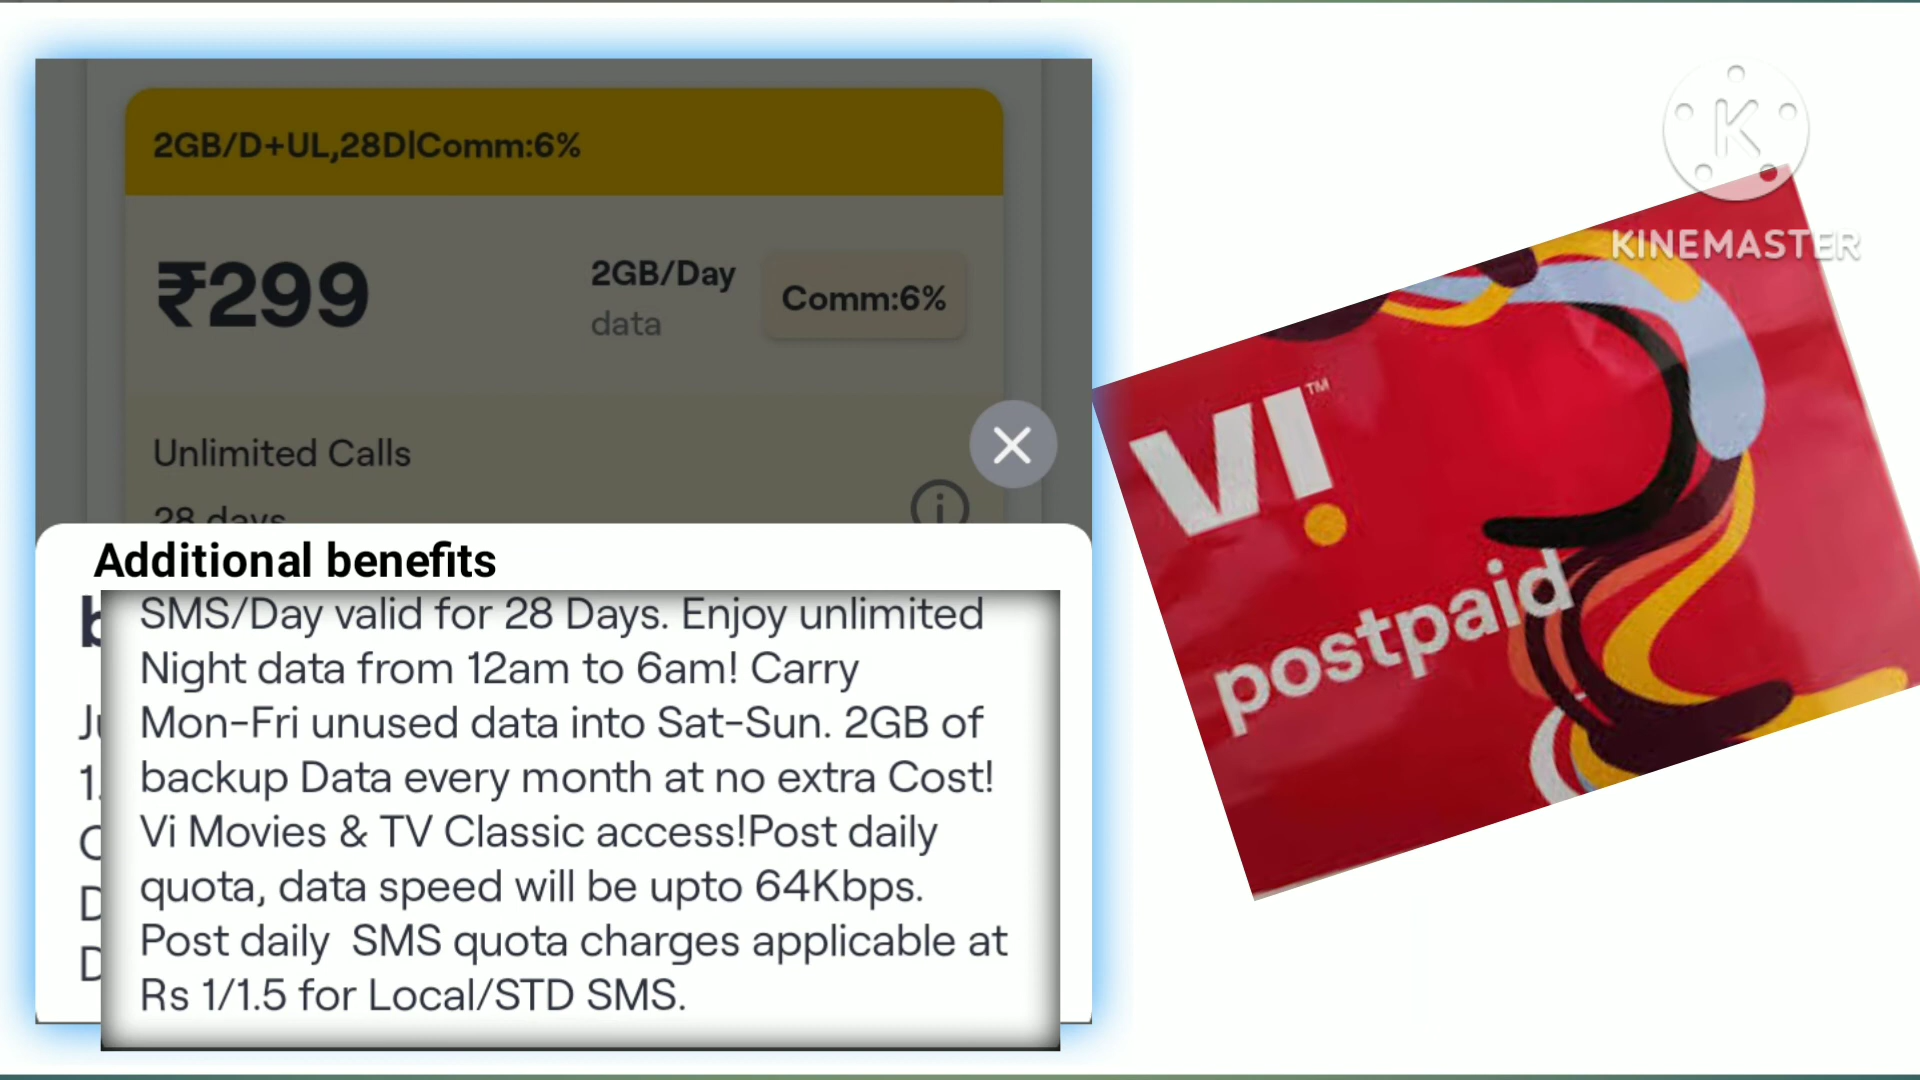 2GB/D+UL,28D|Comm:6%
₹299
2GB/Day
data
Comm:6%
Unlimited Calls
28 days
Additional benefits
SMS/Day valid for 28 Days. Enjoy unlimited
Night data from 12am to 6am! Carry
Mon-Fri unused data into Sat-Sun. 2GB of
backup Data every month at no extra Cost!
Vi Movies & TV Classic access!Post daily
quota, data speed will be upto 64Kbps.
Post daily SMS quota charges applicable at
Rs 1/1.5 for Local/STD SMS.
K
KINEMASTER
VI™
postpaid